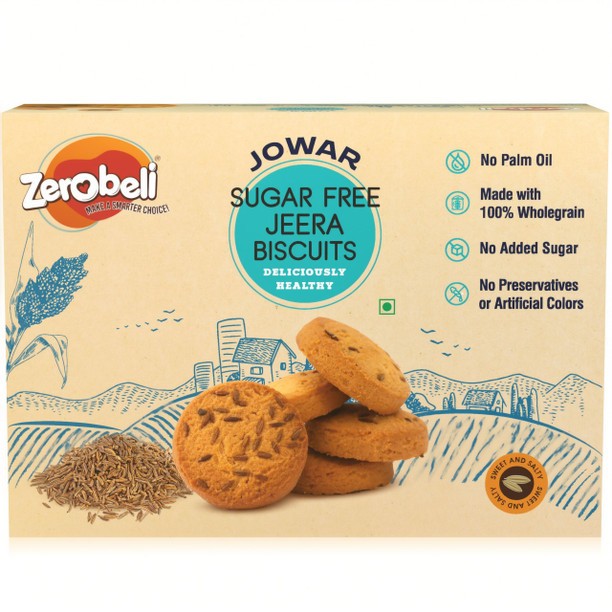 ZerObeli
MAKE A SMARTER CHOICE!
JOWAR
SUGAR FREE
JEERA
BISCUITS
DELICIOUSLY
HEALTHY
No Palm Oil
Made with
100% Wholegrain
No Added Sugar
No Preservatives
or Artificial Colors
SWEET AND SALTY
SWEET AND SALTY